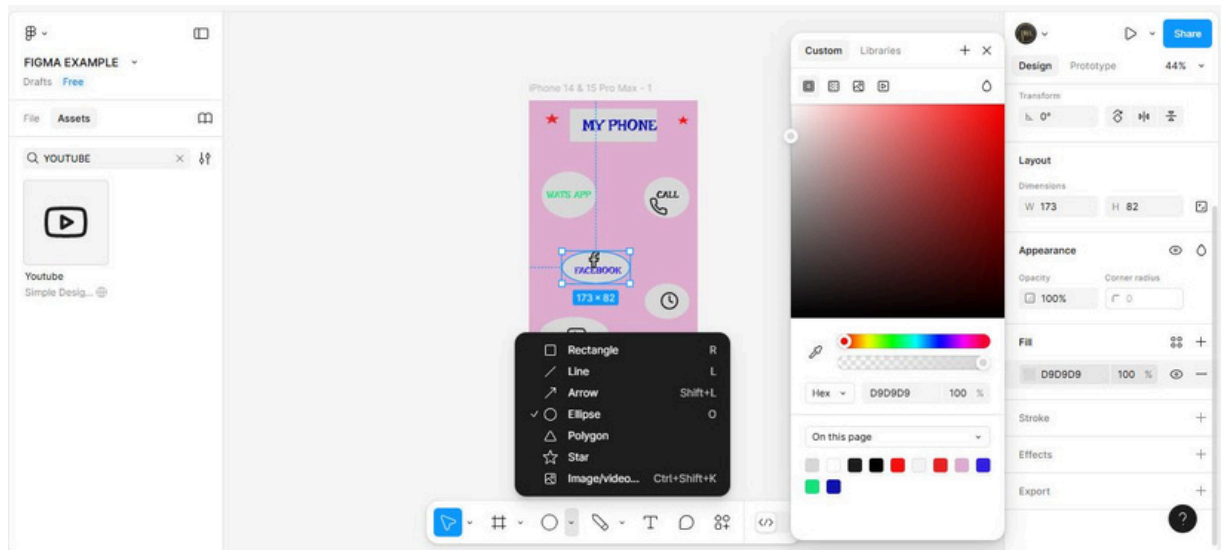 FIGMA EXAMPLE
Drafts Free
File Assets
YOUTUBE
Youtube
Simple Desig...
iPhone 14 & 15 Pro Max - 1
MY PHONE
WATS APP
CALL
FACEBOOK
173 × 82
Rectangle R
Line L
Arrow Shift+L
Ellipse O
Polygon
Star
Image/video... Ctrl+Shift+K
Custom Libraries
Hex D9D9D9 100 %
On this page
Share
Design Prototype 44%
Transform
0°
Layout
Dimensions
W 173 H 82
Appearance
Opacity Corner radius
100% 0
Fill
D9D9D9 100 %
Stroke
Effects
Export
?